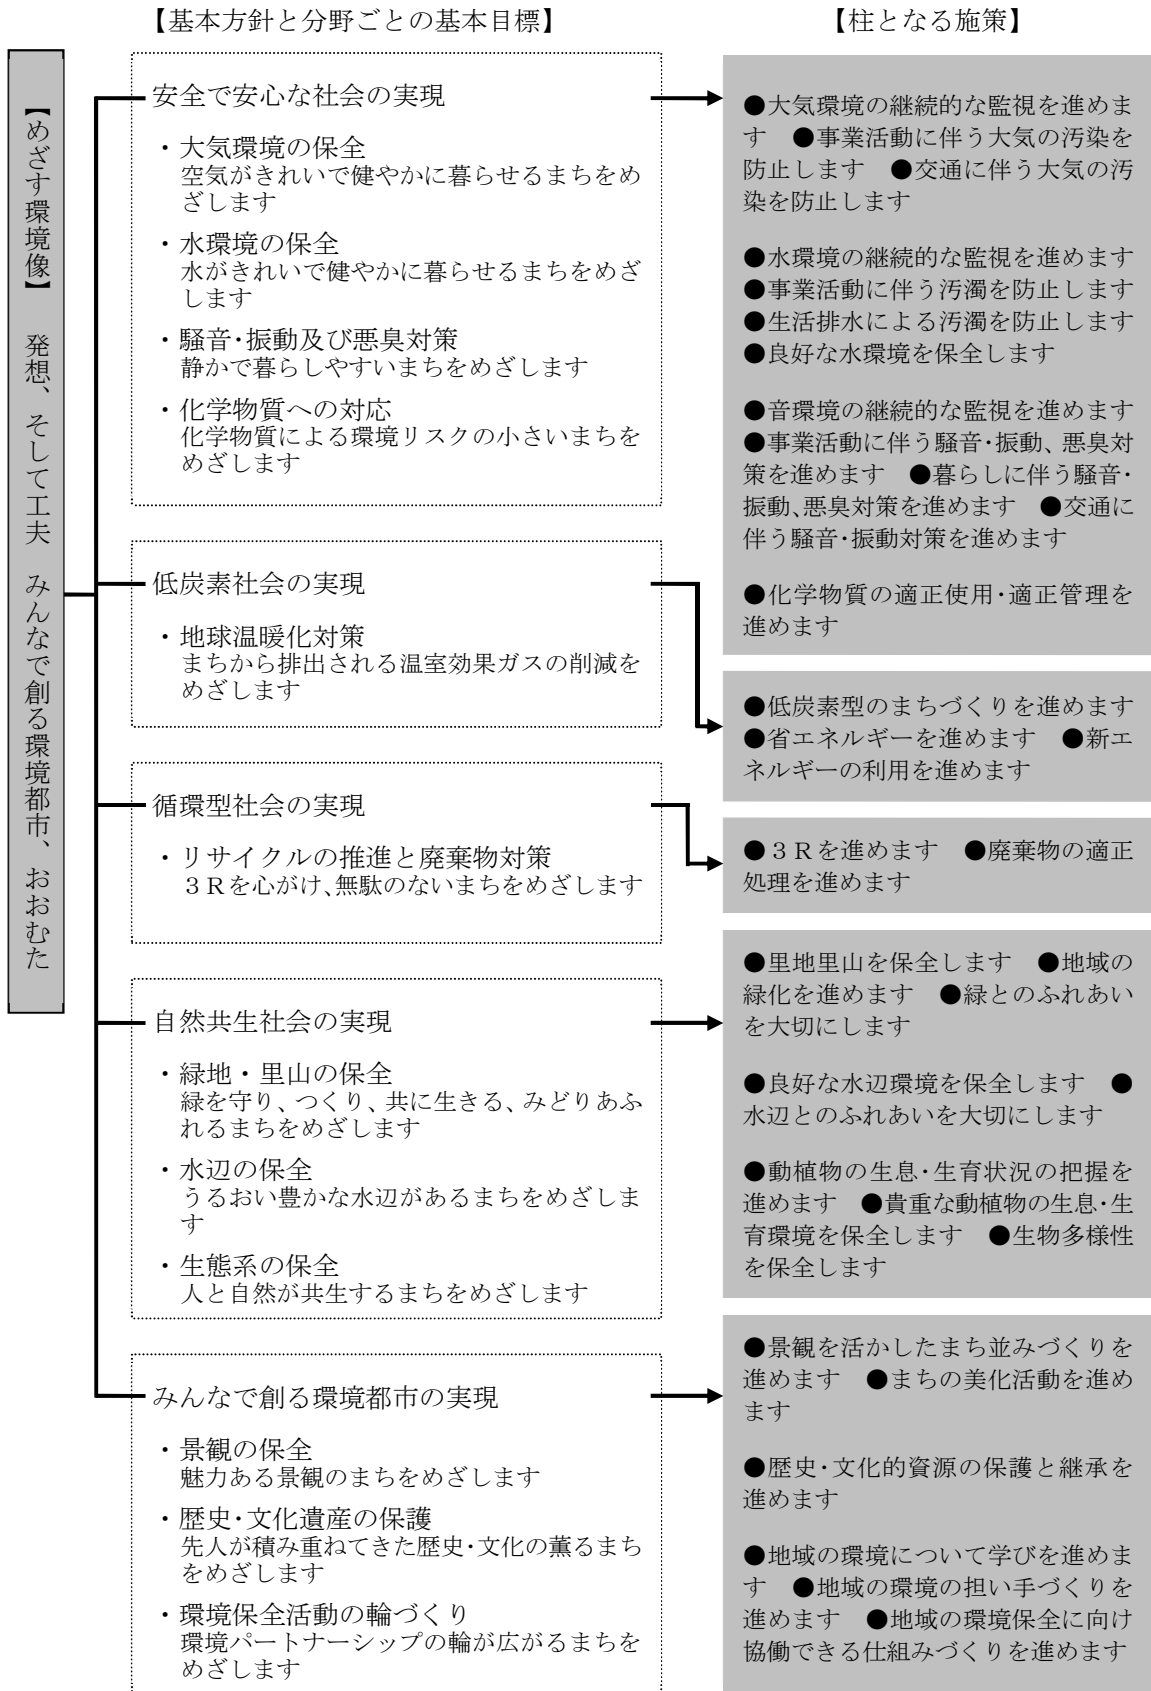 【基本方針と分野ごとの基本目標】
【柱となる施策】
【めざす環境像】　発想、そして工夫　みんなで創る環境都市、おおむた
安全で安心な社会の実現
・大気環境の保全
空気がきれいで健やかに暮らせるまちをめ
ざします
・水環境の保全
水がきれいで健やかに暮らせるまちをめざ
します
・騒音・振動及び悪臭対策
静かで暮らしやすいまちをめざします
・化学物質への対応
化学物質による環境リスクの小さいまちを
めざします
●大気環境の継続的な監視を進めま
す　●事業活動に伴う大気の汚染を
防止します　●交通に伴う大気の汚
染を防止します
●水環境の継続的な監視を進めます
●事業活動に伴う汚濁を防止します
●生活排水による汚濁を防止します
●良好な水環境を保全します
●音環境の継続的な監視を進めます
●事業活動に伴う騒音・振動、悪臭対
策を進めます　●暮らしに伴う騒音・
振動、悪臭対策を進めます　●交通に
伴う騒音・振動対策を進めます
●化学物質の適正使用・適正管理を
進めます
低炭素社会の実現
・地球温暖化対策
まちから排出される温室効果ガスの削減を
めざします
●低炭素型のまちづくりを進めます
●省エネルギーを進めます　●新エ
ネルギーの利用を進めます
循環型社会の実現
・リサイクルの推進と廃棄物対策
３Ｒを心がけ、無駄のないまちをめざします
●３Ｒを進めます　●廃棄物の適正
処理を進めます
自然共生社会の実現
・緑地・里山の保全
緑を守り、つくり、共に生きる、みどりあふ
れるまちをめざします
・水辺の保全
うるおい豊かな水辺があるまちをめざしま
す
・生態系の保全
人と自然が共生するまちをめざします
●里地里山を保全します　●地域の
緑化を進めます　●緑とのふれあい
を大切にします
●良好な水辺環境を保全します　●
水辺とのふれあいを大切にします
●動植物の生息・生育状況の把握を
進めます　●貴重な動植物の生息・生
育環境を保全します　●生物多様性
を保全します
みんなで創る環境都市の実現
・景観の保全
魅力ある景観のまちをめざします
・歴史・文化遺産の保護
先人が積み重ねてきた歴史・文化の薫るまち
をめざします
・環境保全活動の輪づくり
環境パートナーシップの輪が広がるまちを
めざします
●景観を活かしたまち並みづくりを
進めます　●まちの美化活動を進め
ます
●歴史・文化的資源の保護と継承を
進めます
●地域の環境について学びを進めま
す　●地域の環境の担い手づくりを
進めます　●地域の環境保全に向け
協働できる仕組みづくりを進めます